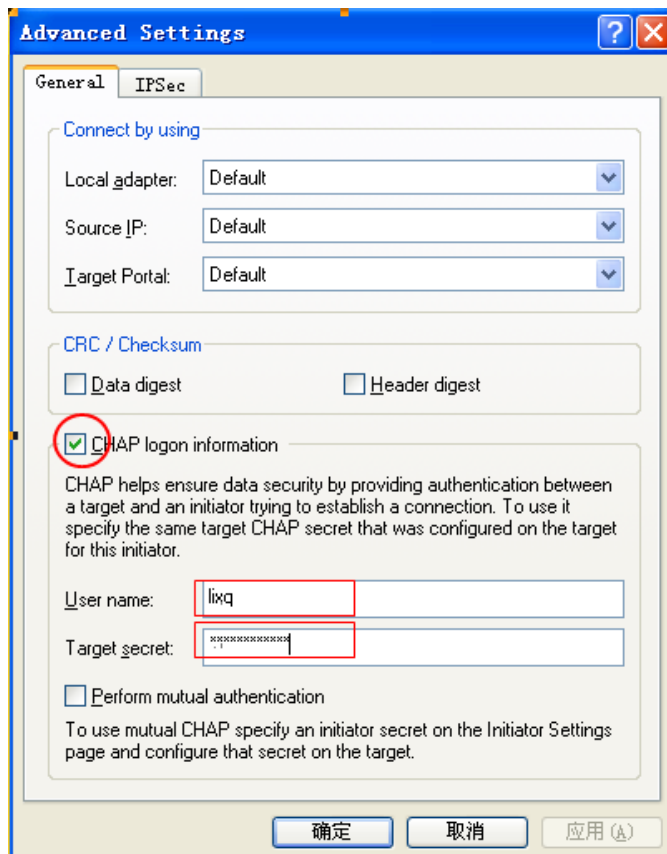 Advanced Settings
General IPSec
Connect by using
Local adapter: Default
Source IP: Default
Target Portal: Default
CRC / Checksum
Data digest Header digest
CHAP logon information
CHAP helps ensure data security by providing authentication between
a target and an initiator trying to establish a connection. To use it
specify the same target CHAP secret that was configured on the target
for this initiator.
User name: lixq
Target secret: ************
Perform mutual authentication
To use mutual CHAP specify an initiator secret on the Initiator Settings
page and configure that secret on the target.
确定 取消 应用(A)